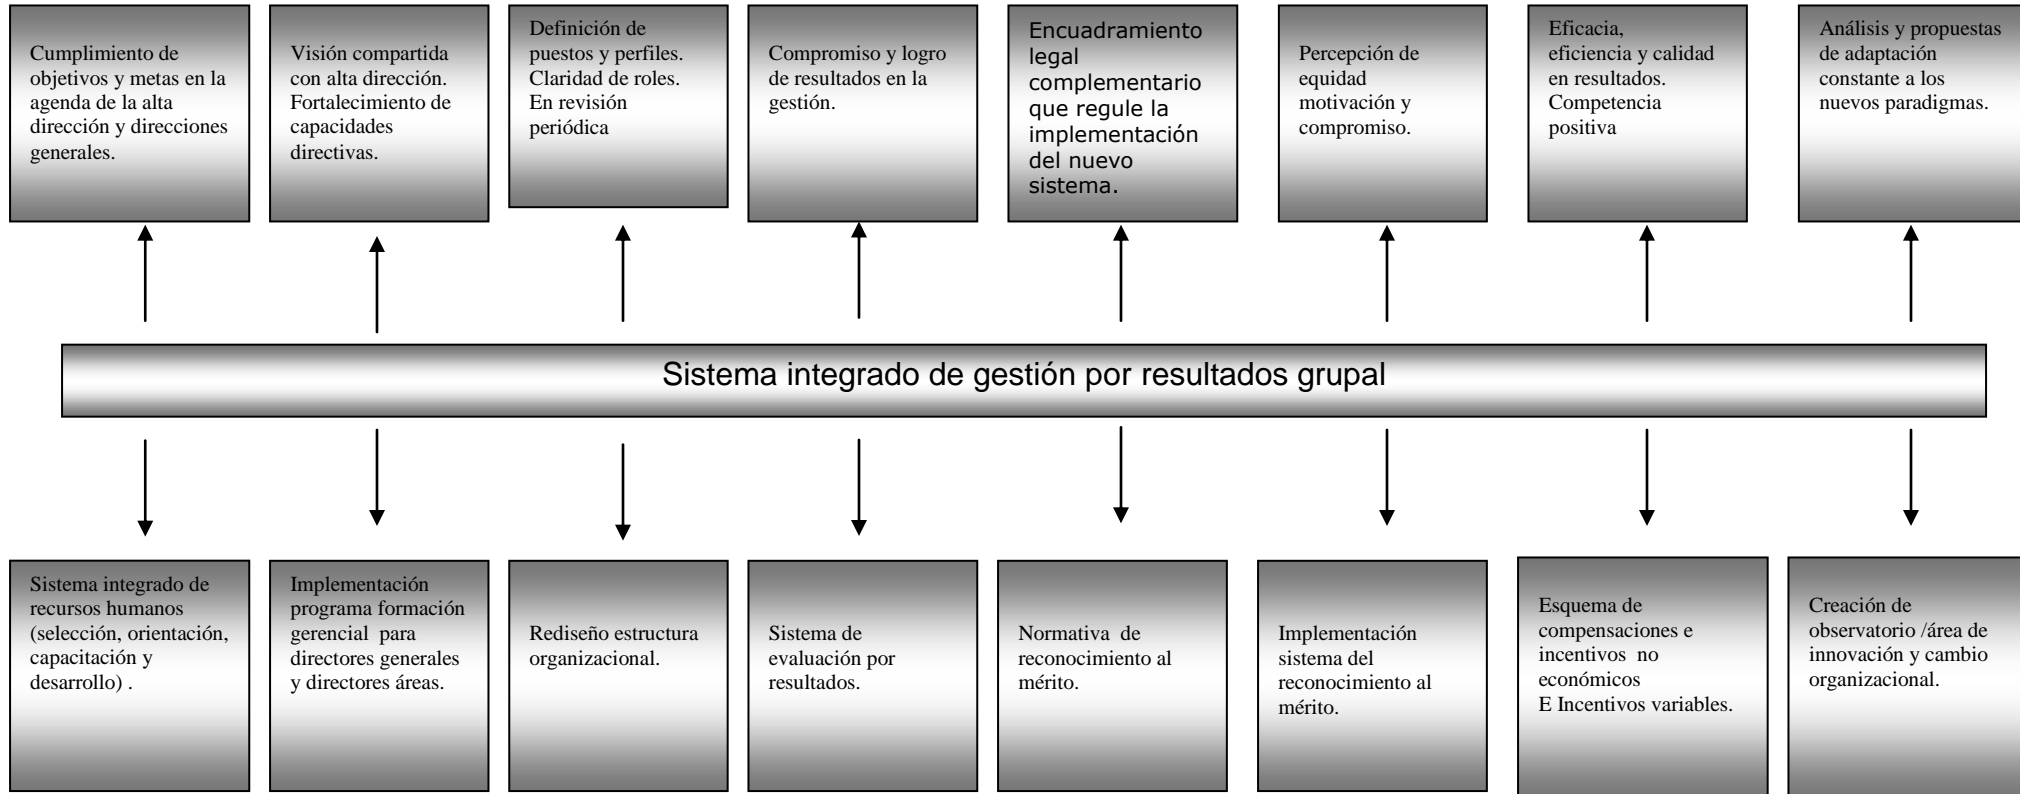 Cumplimiento de
objetivos y metas en la
agenda de la alta
dirección y direcciones
generales.
Visión compartida
con alta dirección.
Fortalecimiento de
capacidades
directivas.
Definición de
puestos y perfiles.
Claridad de roles.
En revisión
periódica
Compromiso y logro
de resultados en la
gestión.
Encuadramiento
legal
complementario
que regule la
implementación
del nuevo
sistema.
Percepción de
equidad
motivación y
compromiso.
Eficacia,
eficiencia y calidad
en resultados.
Competencia
positiva
Análisis y propuestas
de adaptación
constante a los
nuevos paradigmas.
Sistema integrado de gestión por resultados grupal
Sistema integrado de
recursos humanos
(selección, orientación,
capacitación y
desarrollo) .
Implementación
programa formación
gerencial para
directores generales
y directores áreas.
Rediseño estructura
organizacional.
Sistema de
evaluación por
resultados.
Normativa de
reconocimiento al
mérito.
Implementación
sistema del
reconocimiento al
mérito.
Esquema de
compensaciones e
incentivos no
económicos
E Incentivos variables.
Creación de
observatorio /área de
innovación y cambio
organizacional.